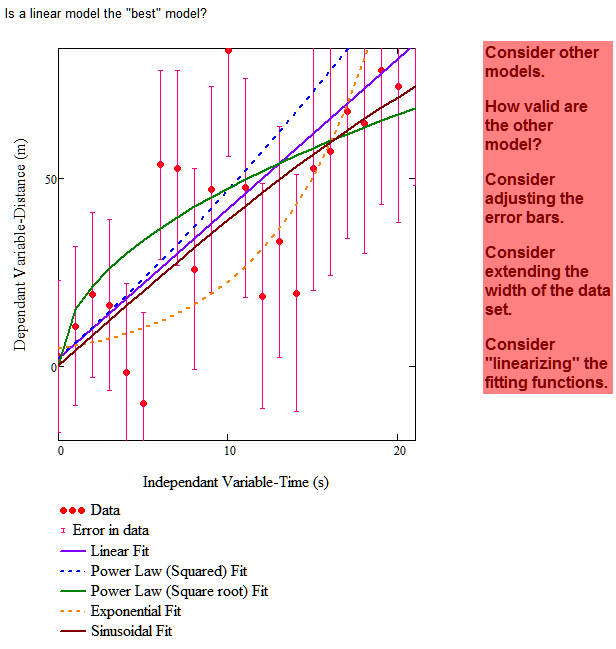 Is a linear model the "best" model?
Consider other
models.
How valid are
the other
model?
Consider
adjusting the
error bars.
Consider
extending the
width of the data
set.
Consider
"linearizing" the
fitting functions.
Dependant Variable-Distance (m)
50
0
0 10 20
Independant Variable-Time (s)
Data
Error in data
Linear Fit
Power Law (Squared) Fit
Power Law (Square root) Fit
Exponential Fit
Sinusoidal Fit